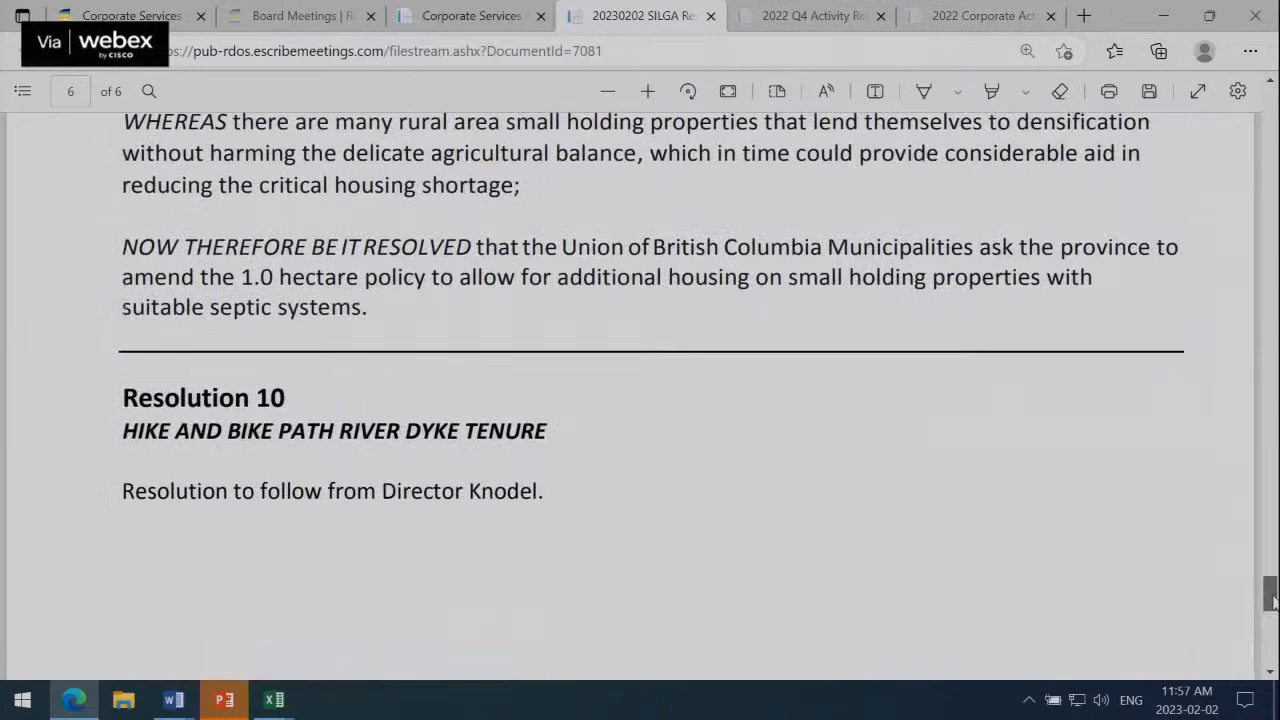 Corporate Services
Board Meetings | R
Corporate Services
20230202 SILGA Re
2022 Q4 Activity Re
2022 Corporate Act
Via webex
by CISCO
s://pub-rdos.escribemeetings.com/filestream.ashx?DocumentId=7081
6 of 6
WHEREAS there are many rural area small holding properties that lend themselves to densification
without harming the delicate agricultural balance, which in time could provide considerable aid in
reducing the critical housing shortage;
NOW THEREFORE BE IT RESOLVED that the Union of British Columbia Municipalities ask the province to
amend the 1.0 hectare policy to allow for additional housing on small holding properties with
suitable septic systems.
Resolution 10
HIKE AND BIKE PATH RIVER DYKE TENURE
Resolution to follow from Director Knodel.
ENG
11:57 AM
2023-02-02